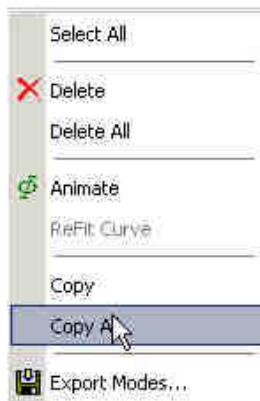 Select All
Delete
Delete All
Animate
ReFit Curve
Copy
Copy A
Export Modes...